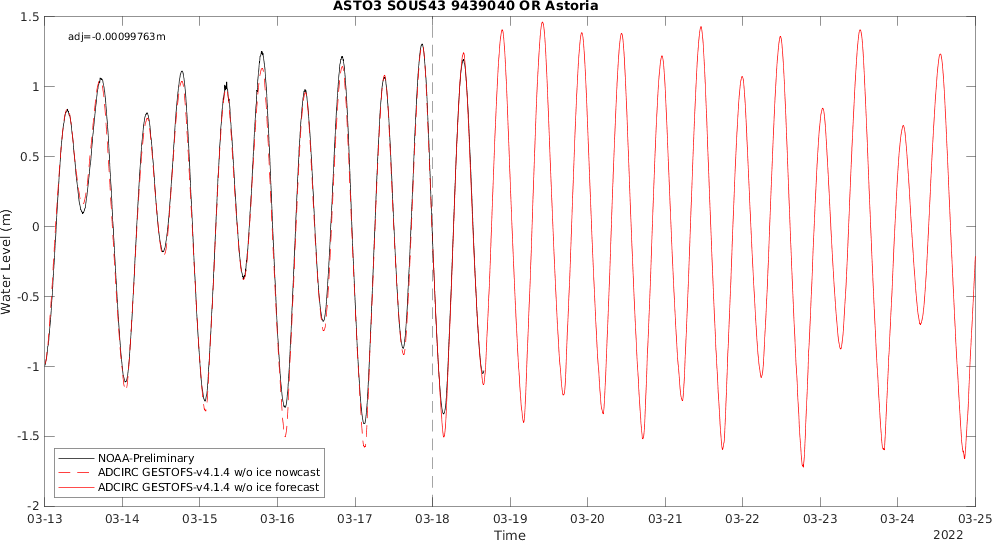 ASTO3 SOUS43 9439040 OR Astoria
adj=-0.00099763m
Water Level (m)
1.5
1
0.5
0
-0.5
-1
-1.5
-2
NOAA-Preliminary
ADCIRC GESTOFS-v4.1.4 w/o ice nowcast
ADCIRC GESTOFS-v4.1.4 w/o ice forecast
03-13 03-14 03-15 03-16 03-17 03-18 03-19 03-20 03-21 03-22 03-23 03-24 03-25
Time
2022